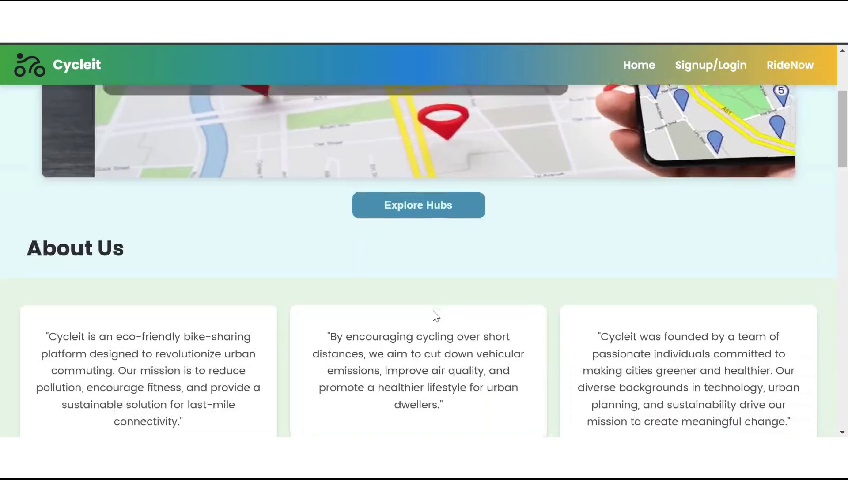 Cycleit
Home Signup/Login RideNow
5
A51
Explore Hubs
About Us
"Cycleit is an eco-friendly bike-sharing
platform designed to revolutionize urban
commuting. Our mission is to reduce
pollution, encourage fitness, and provide a
sustainable solution for last-mile
connectivity."
"By encouraging cycling over short
distances, we aim to cut down vehicular
emissions, improve air quality, and
promote a healthier lifestyle for urban
dwellers."
"Cycleit was founded by a team of
passionate individuals committed to
making cities greener and healthier. Our
diverse backgrounds in technology, urban
planning, and sustainability drive our
mission to create meaningful change."